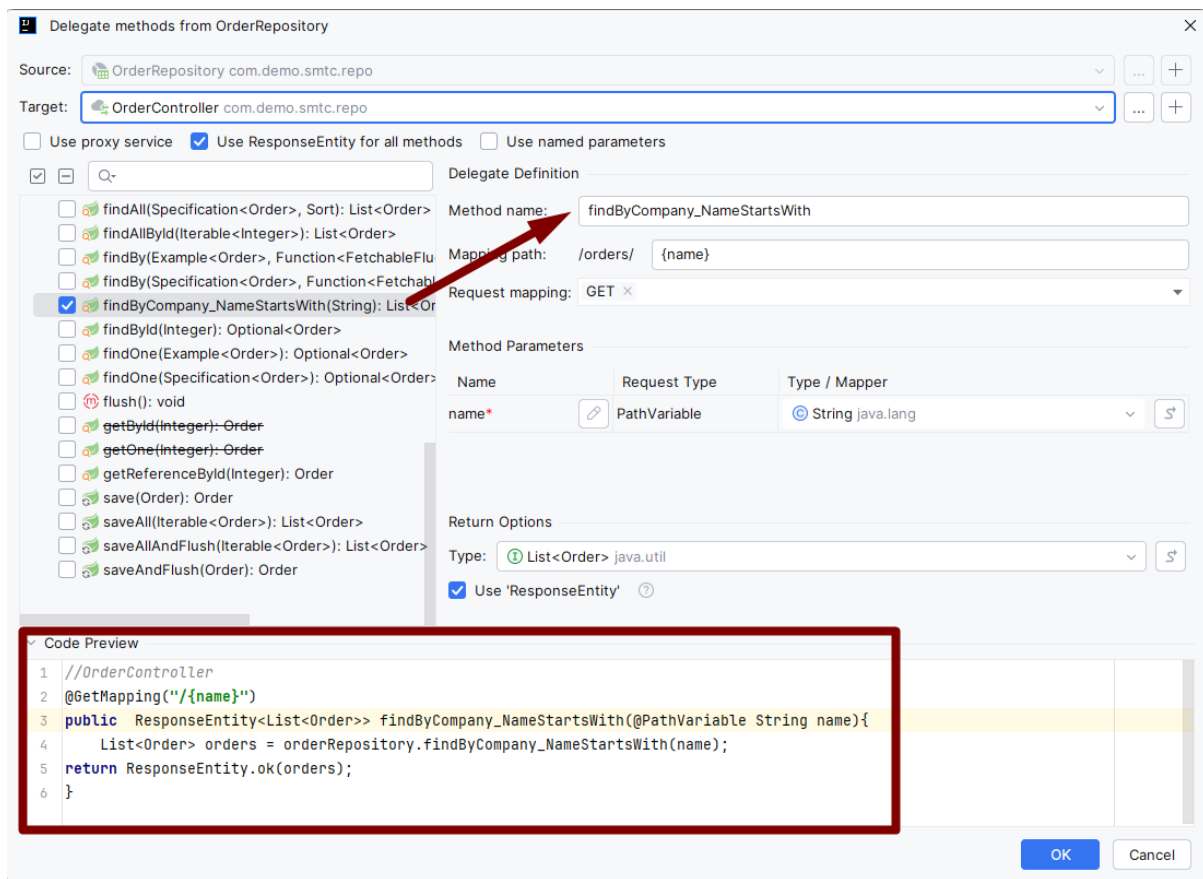 Delegate methods from OrderRepository
Source: OrderRepository com.demo.smtc.repo ...
Target: OrderController com.demo.smtc.repo ...
Use proxy service Use ResponseEntity for all methods Use named parameters
findAll(Specification<Order>, Sort): List<Order>
findAllById(Iterable<Integer>): List<Order>
findBy(Example<Order>, Function<FetchableFlu
findBy(Specification<Order>, Function<Fetchabl
findByCompany_NameStartsWith(String): List<Or
findById(Integer): Optional<Order>
findOne(Example<Order>): Optional<Order>
findOne(Specification<Order>): Optional<Order>
flush(): void
getById(Integer): Order
getOne(Integer): Order
getReferenceById(Integer): Order
save(Order): Order
saveAll(Iterable<Order>): List<Order>
saveAllAndFlush(Iterable<Order>): List<Order>
saveAndFlush(Order): Order
Delegate Definition
Method name: findByCompany_NameStartsWith
Mapping path: /orders/ {name}
Request mapping: GET
Method Parameters
Name Request Type Type / Mapper
name* PathVariable String java.lang
Return Options
Type: List<Order> java.util
Use 'ResponseEntity'
Code Preview
1 //OrderController
2 @GetMapping("/{name}")
3 public  ResponseEntity<List<Order>> findByCompany_NameStartsWith(@PathVariable String name){
4     List<Order> orders = orderRepository.findByCompany_NameStartsWith(name);
5 return ResponseEntity.ok(orders);
6 }
OK Cancel